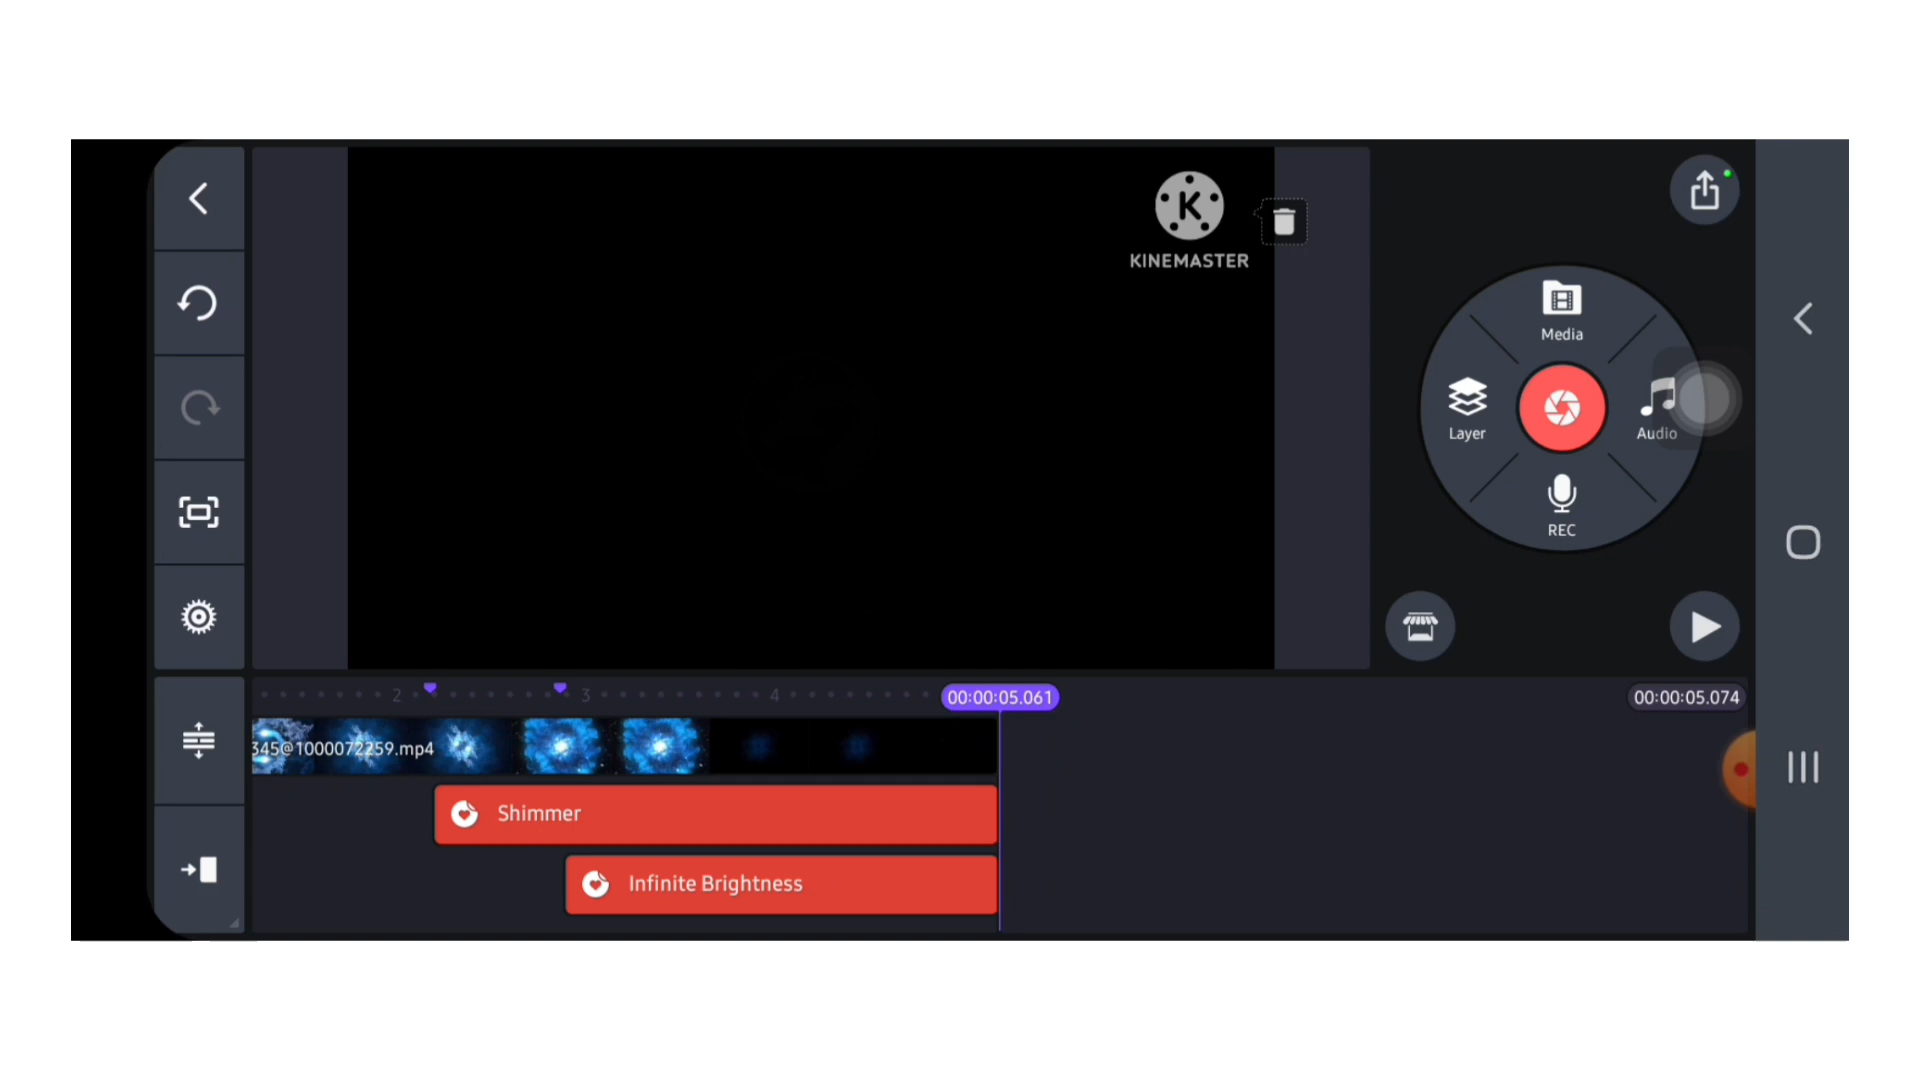 K
KINEMASTER
Media
Layer
Audio
REC
2
3
4
00:00:05.061
00:00:05.074
345@1000072259.mp4
Shimmer
Infinite Brightness